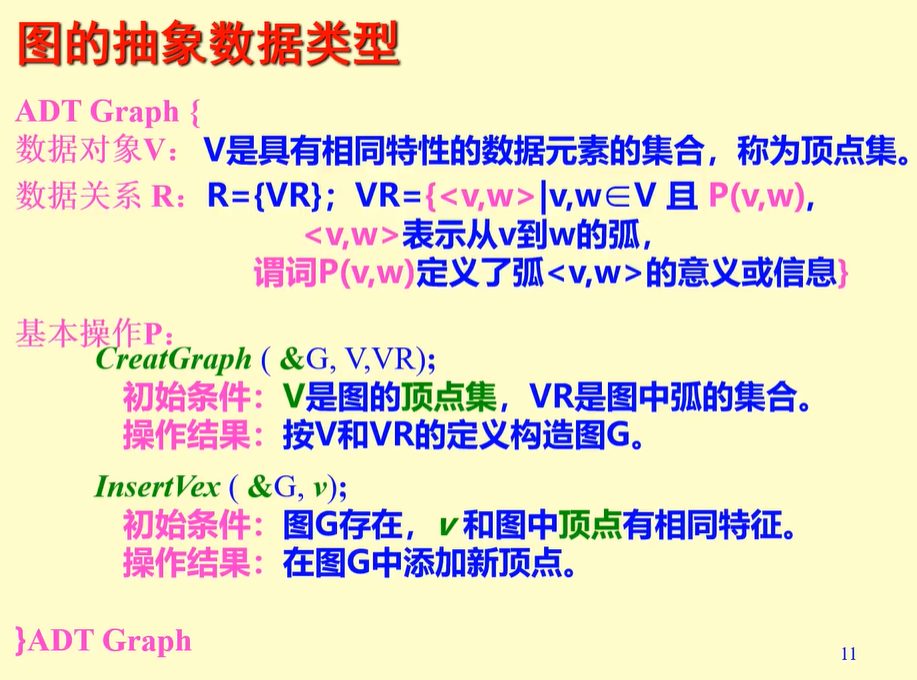 图的抽象数据类型
ADT Graph {
数据对象V： V是具有相同特性的数据元素的集合，称为顶点集。
数据关系 R：R={VR}；VR={<v,w>|v,w∈V 且 P(v,w),
<v,w>表示从v到w的弧，
谓词P(v,w)定义了弧<v,w>的意义或信息}
基本操作P：
CreatGraph ( &G, V,VR);
初始条件：V是图的顶点集，VR是图中弧的集合。
操作结果：按V和VR的定义构造图G。
InsertVex ( &G, v);
初始条件：图G存在，v 和图中顶点有相同特征。
操作结果：在图G中添加新顶点。
}ADT Graph
11